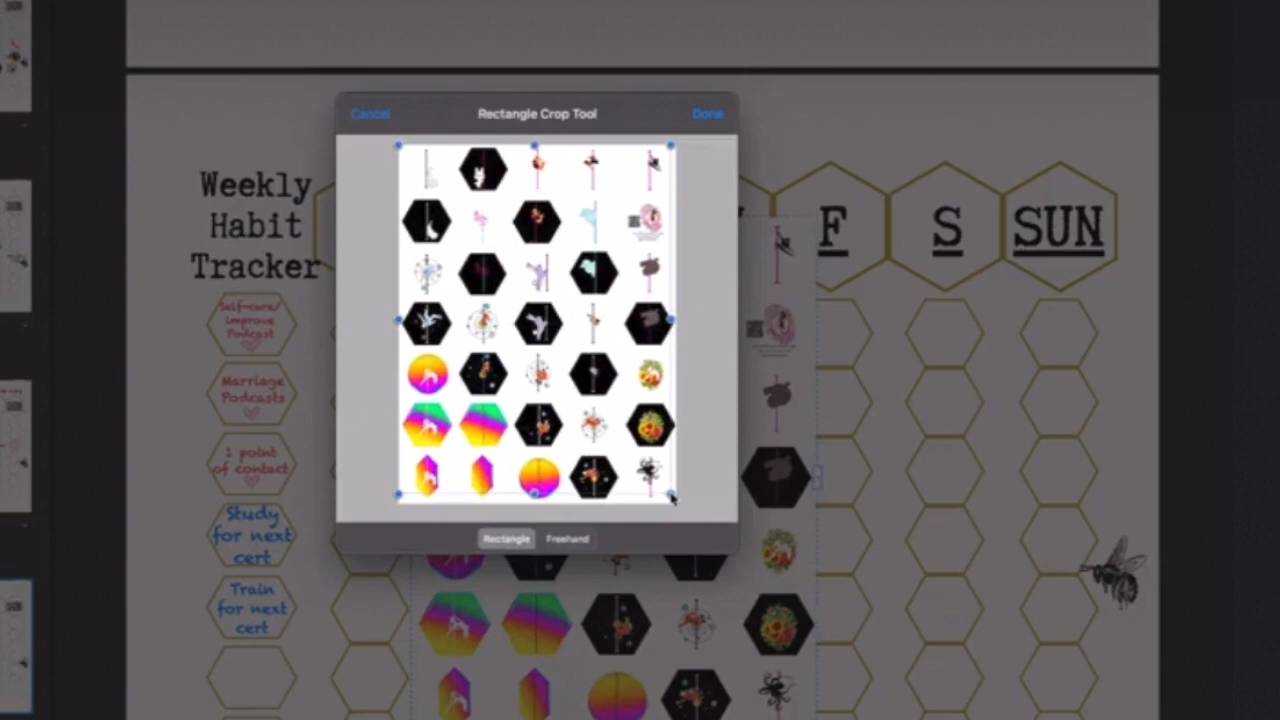 Cancel
Rectangle Crop Tool
Done
Weekly
Habit
Tracker
F
S
SUN
Self-care/
improve
Podcast
Marriage
Podcasts
1 point
of contact
Study
for next
cert
Train
for next
cert
Rectangle
Freehand